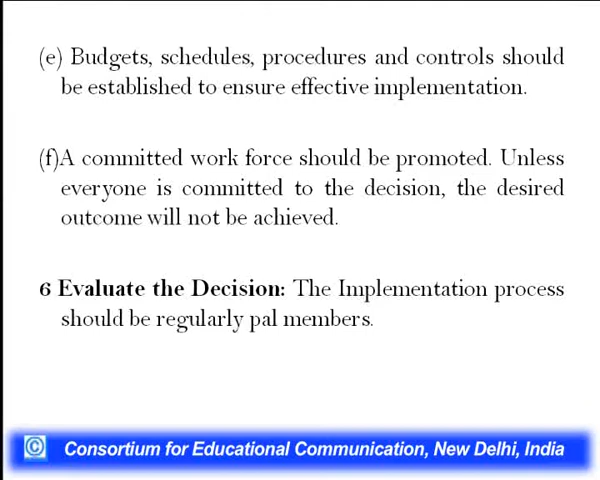 (e) Budgets, schedules, procedures and controls should
be established to ensure effective implementation.
(f)A committed work force should be promoted. Unless
everyone is committed to the decision, the desired
outcome will not be achieved.
6 Evaluate the Decision: The Implementation process
should be regularly pal members.
© Consortium for Educational Communication, New Delhi, India